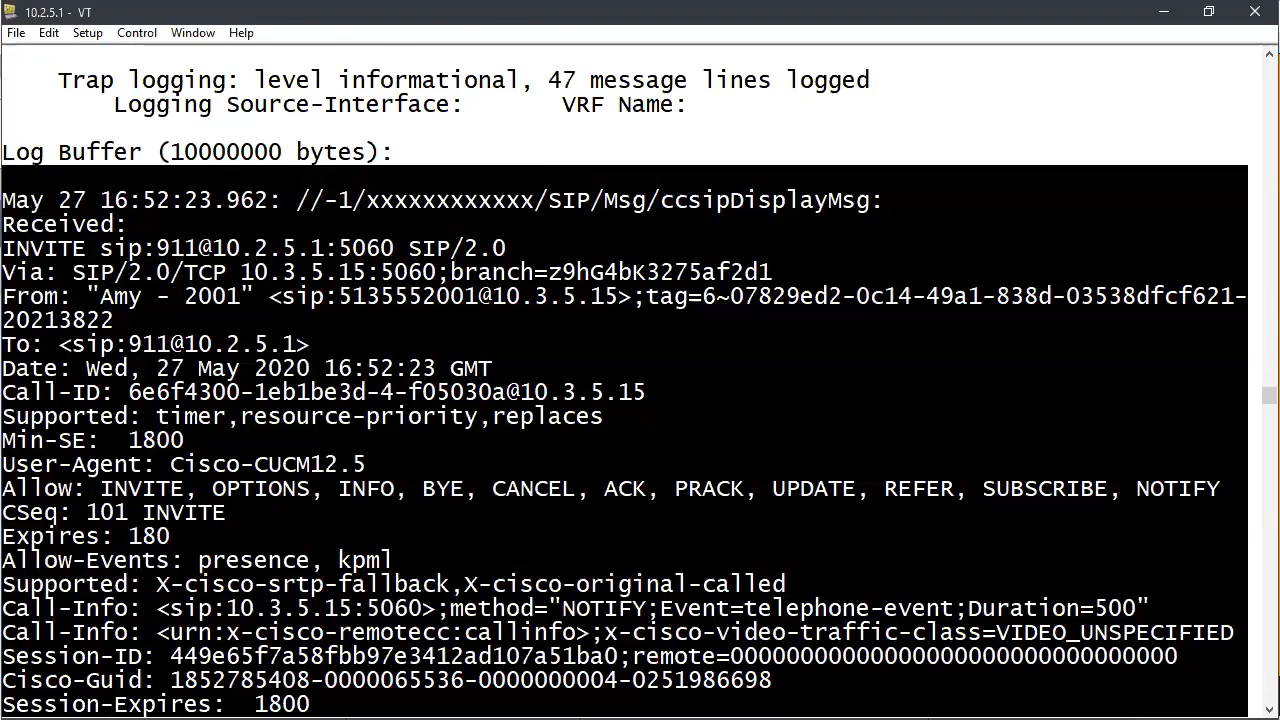 10.2.5.1 - VT
File Edit Setup Control Window Help
Trap logging: level informational, 47 message lines logged
Logging Source-Interface: VRF Name:
Log Buffer (10000000 bytes):
May 27 16:52:23.962: //-1/xxxxxxxxxxxx/SIP/Msg/ccsipDisplayMsg:
Received:
INVITE sip:911@10.2.5.1:5060 SIP/2.0
Via: SIP/2.0/TCP 10.3.5.15:5060;branch=z9hG4bK3275af2d1
From: "Amy - 2001" <sip:5135552001@10.3.5.15>;tag=6~07829ed2-0c14-49a1-838d-03538dfcf621-
20213822
To: <sip:911@10.2.5.1>
Date: Wed, 27 May 2020 16:52:23 GMT
Call-ID: 6e6f4300-1eb1be3d-4-f05030a@10.3.5.15
Supported: timer,resource-priority,replaces
Min-SE:  1800
User-Agent: Cisco-CUCM12.5
Allow: INVITE, OPTIONS, INFO, BYE, CANCEL, ACK, PRACK, UPDATE, REFER, SUBSCRIBE, NOTIFY
CSeq: 101 INVITE
Expires: 180
Allow-Events: presence, kpml
Supported: X-cisco-srtp-fallback,X-cisco-original-called
Call-Info: <sip:10.3.5.15:5060>;method="NOTIFY;Event=telephone-event;Duration=500"
Call-Info: <urn:x-cisco-remotecc:callinfo>;x-cisco-video-traffic-class=VIDEO_UNSPECIFIED
Session-ID: 449e65f7a58fbb97e3412ad107a51ba0;remote=00000000000000000000000000000000
Cisco-Guid: 1852785408-0000065536-0000000004-0251986698
Session-Expires:  1800